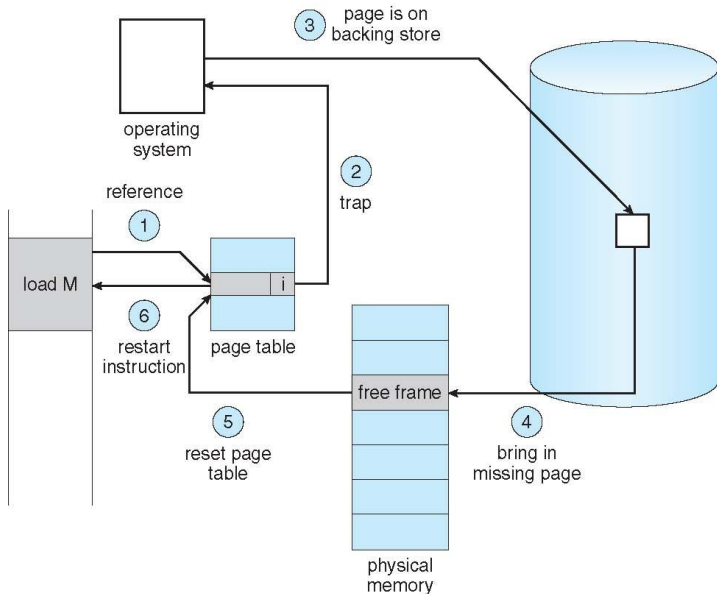 3
page is on
backing store
operating
system
2
trap
reference
1
load M
i
6
restart
instruction
page table
free frame
5
reset page
table
4
bring in
missing page
physical
memory